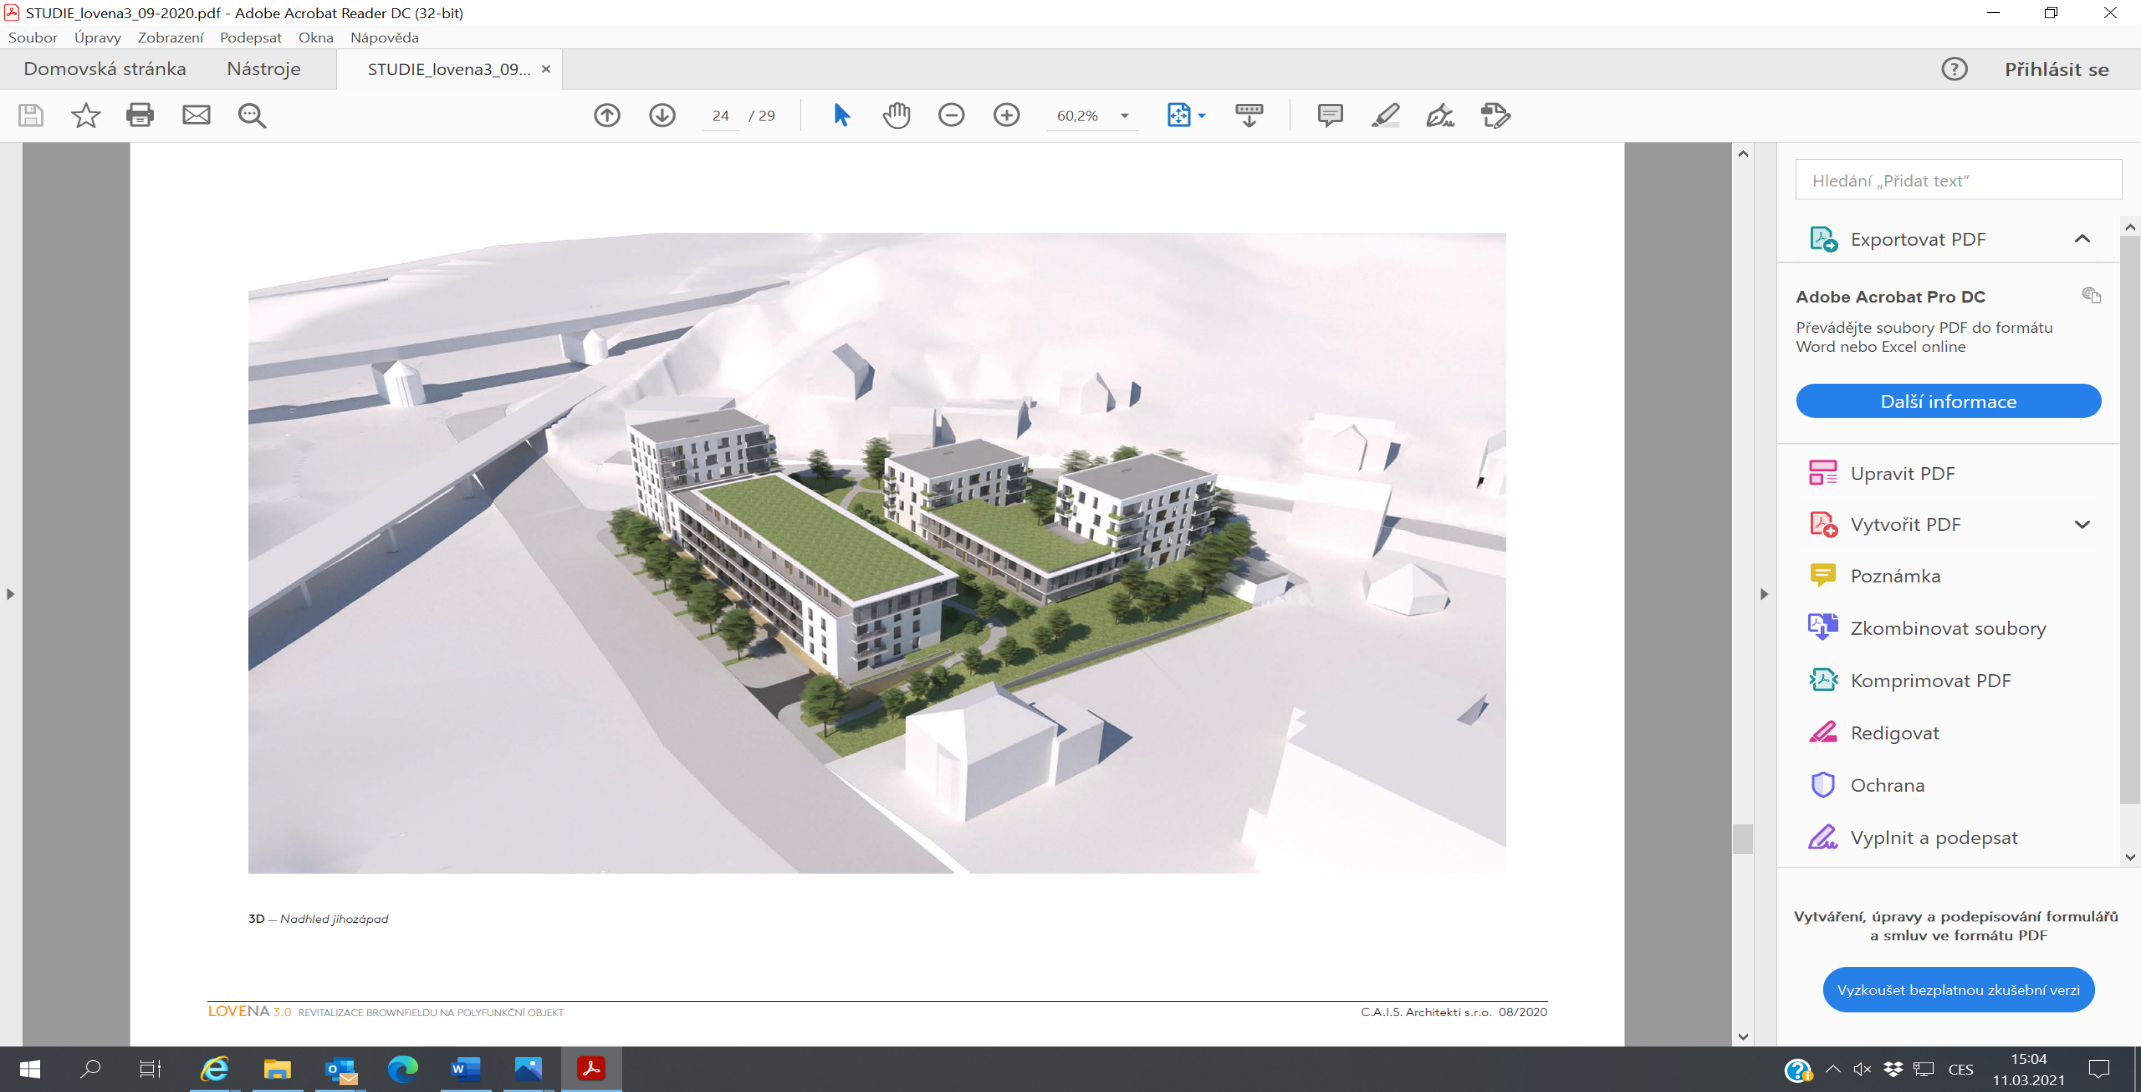 STUDIE_lovena3_09-2020.pdf - Adobe Acrobat Reader DC (32-bit)
Soubor Úpravy Zobrazení Podepsat Okna Nápověda
Domovská stránka Nástroje STUDIE_lovena3_09... × Přihlásit se
24 / 29 60,2%
Hledání „Přidat text“
Exportovat PDF
Adobe Acrobat Pro DC
Převádějte soubory PDF do formátu
Word nebo Excel online
Další informace
Upravit PDF
Vytvořit PDF
Poznámka
Zkombinovat soubory
Komprimovat PDF
Redigovat
Ochrana
Vyplnit a podepsat
Vytváření, úpravy a podepisování formulářů
a smluv ve formátu PDF
Vyzkoušet bezplatnou zkušební verzi
3D — Nadhled jihozápad
LOVENA 3.0 REVITALIZACE BROWNFIELDU NA POLYFUNKČNÍ OBJEKT
C.A.I.S. Architekti s.r.o. 08/2020
CES
15:04
11.03.2021